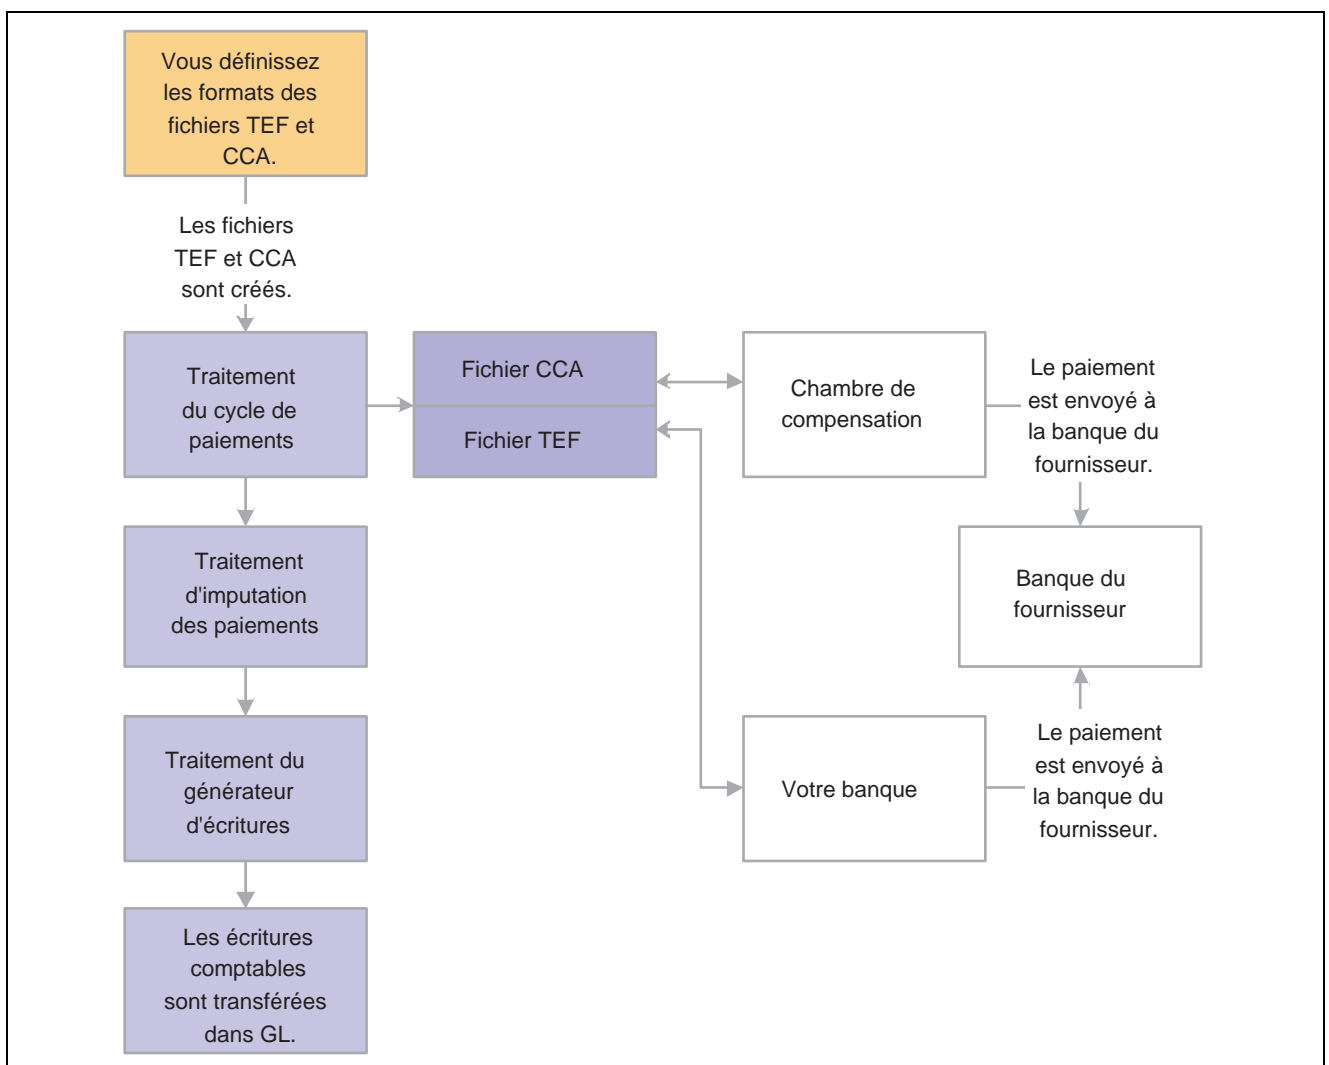 Vous définissez
les formats des
fichiers TEF et
CCA.
Les fichiers
TEF et CCA
sont créés.
Traitement
du cycle de
paiements
Fichier CCA
Fichier TEF
Chambre de
compensation
Le paiement
est envoyé à
la banque du
fournisseur.
Traitement
d'imputation
des paiements
Banque du
fournisseur
Traitement du
générateur
d'écritures
Votre banque
Le paiement
est envoyé à
la banque du
fournisseur.
Les écritures
comptables
sont transférées
dans GL.